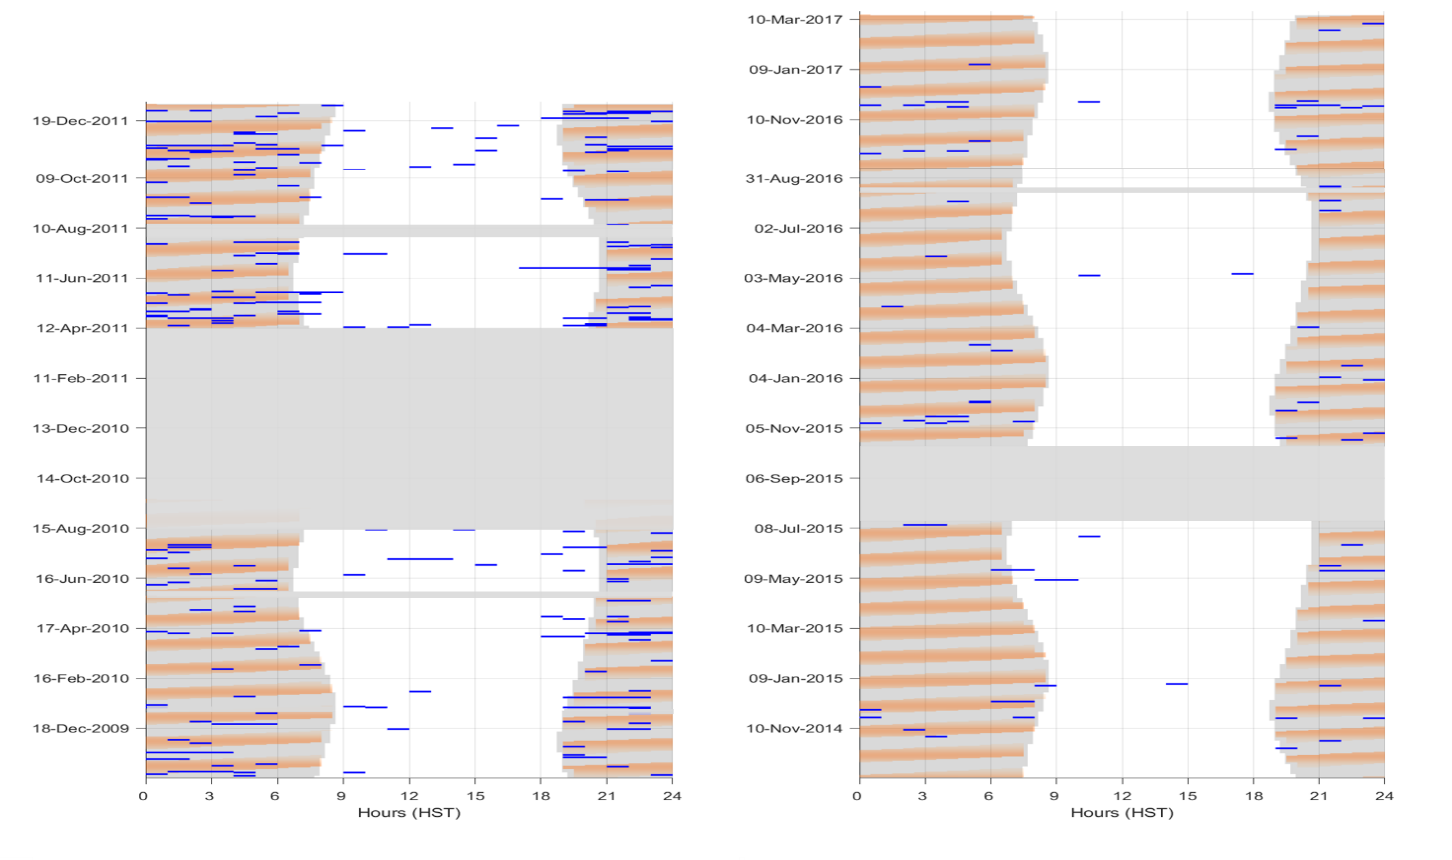 19-Dec-2011
09-Oct-2011
10-Aug-2011
11-Jun-2011
12-Apr-2011
11-Feb-2011
13-Dec-2010
14-Oct-2010
15-Aug-2010
16-Jun-2010
17-Apr-2010
16-Feb-2010
18-Dec-2009
0 3 6 9 12 15 18 21 24
Hours (HST)
10-Mar-2017
09-Jan-2017
10-Nov-2016
31-Aug-2016
02-Jul-2016
03-May-2016
04-Mar-2016
04-Jan-2016
05-Nov-2015
06-Sep-2015
08-Jul-2015
09-May-2015
10-Mar-2015
09-Jan-2015
10-Nov-2014
0 3 6 9 12 15 18 21 24
Hours (HST)